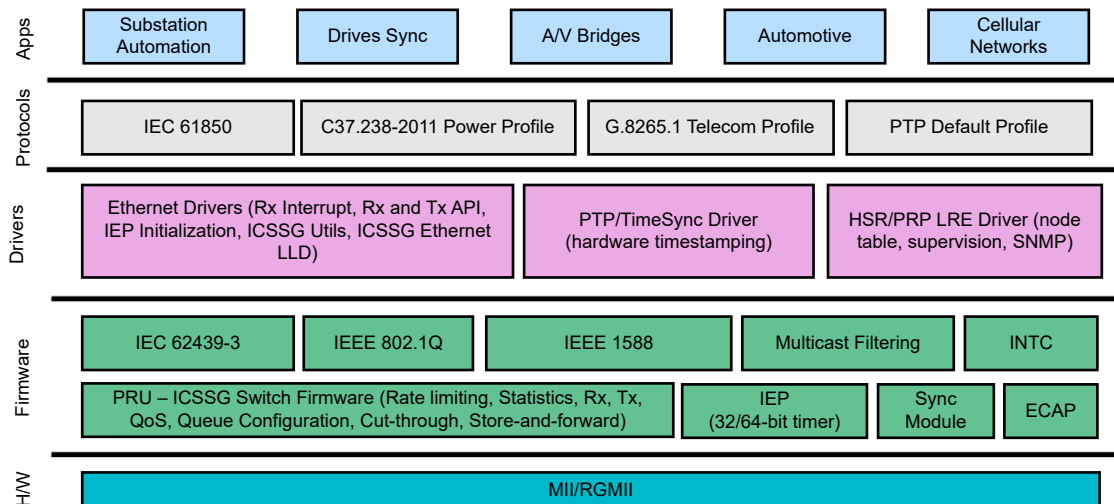 Apps
Substation
Automation
Drives Sync
A/V Bridges
Automotive
Cellular
Networks
Protocols
IEC 61850
C37.238-2011 Power Profile
G.8265.1 Telecom Profile
PTP Default Profile
Drivers
Ethernet Drivers (Rx Interrupt, Rx and Tx API,
IEP Initialization, ICSSG Utils, ICSSG Ethernet
LLD)
PTP/TimeSync Driver
(hardware timestamping)
HSR/PRP LRE Driver (node
table, supervision, SNMP)
Firmware
IEC 62439-3
IEEE 802.1Q
IEEE 1588
Multicast Filtering
INTC
PRU – ICSSG Switch Firmware (Rate limiting, Statistics, Rx, Tx,
QoS, Queue Configuration, Cut-through, Store-and-forward)
IEP
(32/64-bit timer)
Sync
Module
ECAP
H/W
MII/RGMII